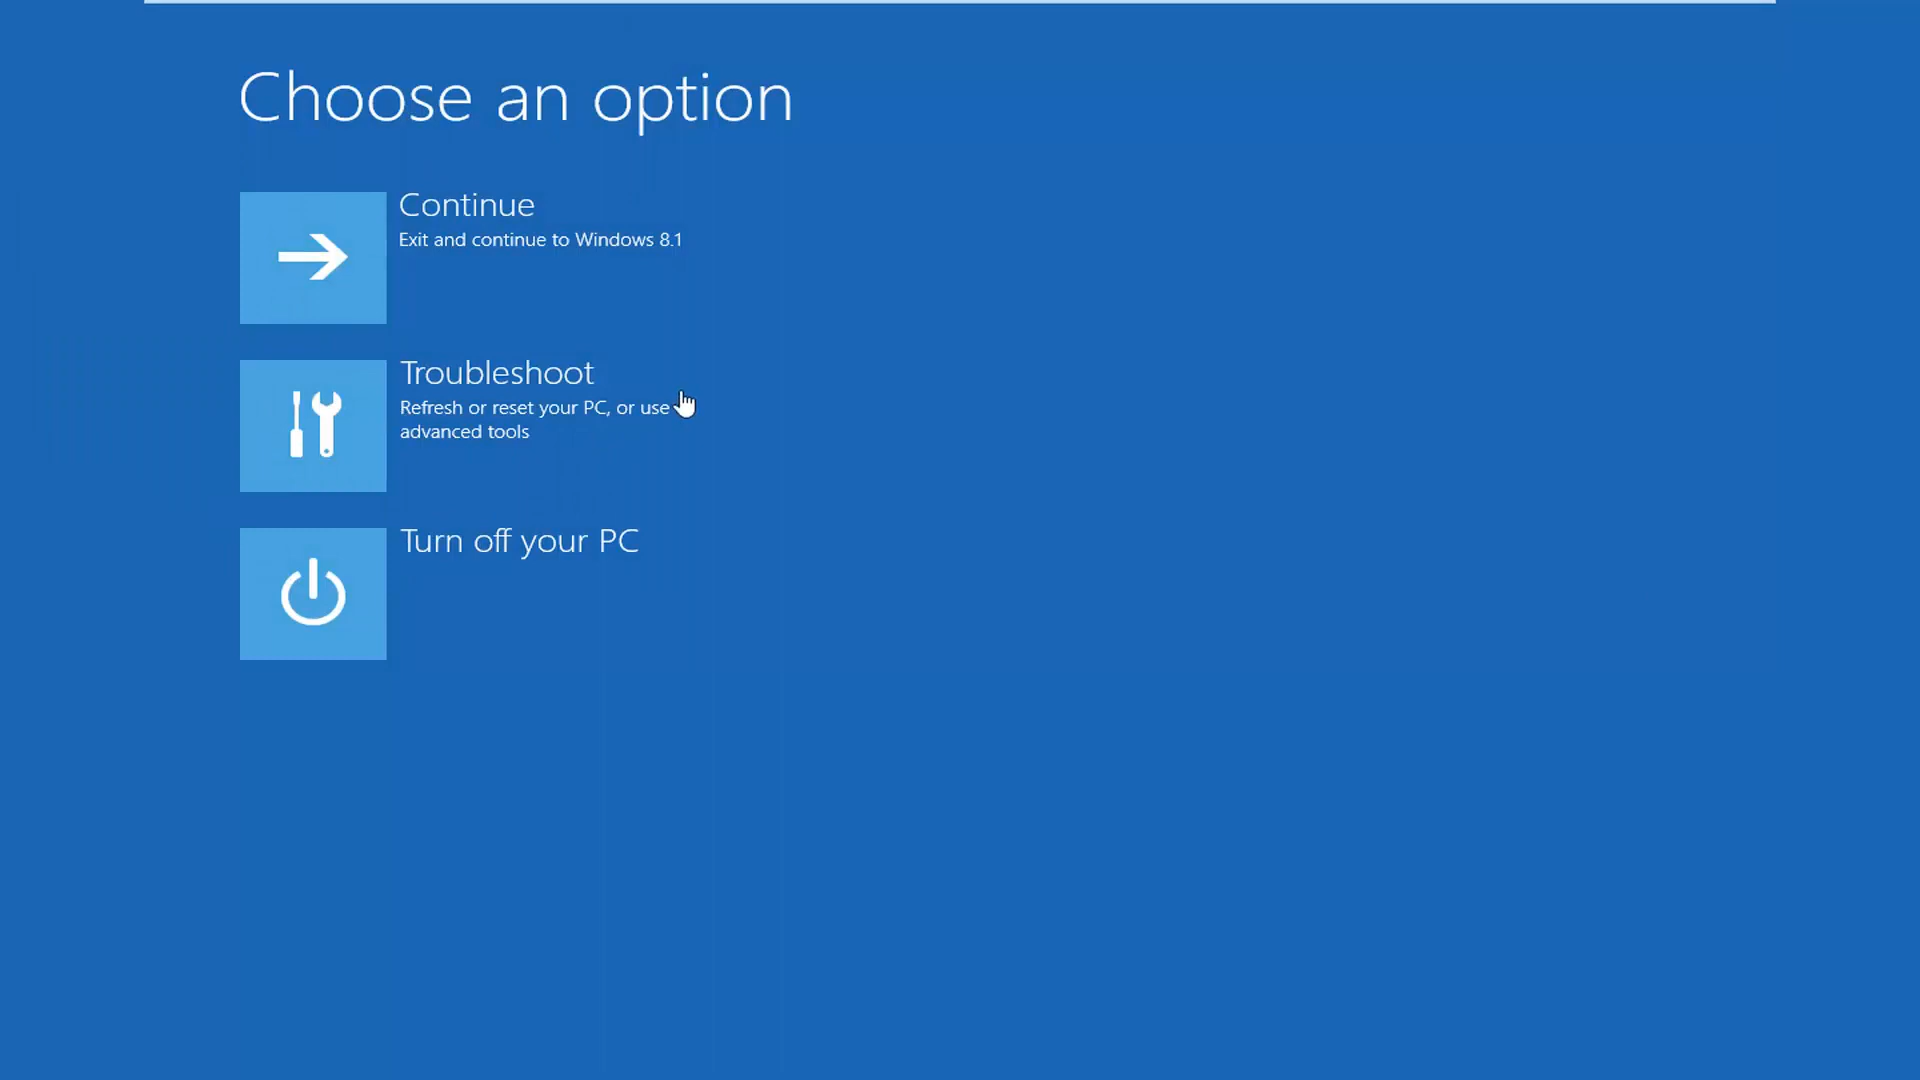 Choose an option
Continue
Exit and continue to Windows 8.1
Troubleshoot
Refresh or reset your PC, or use
advanced tools
Turn off your PC